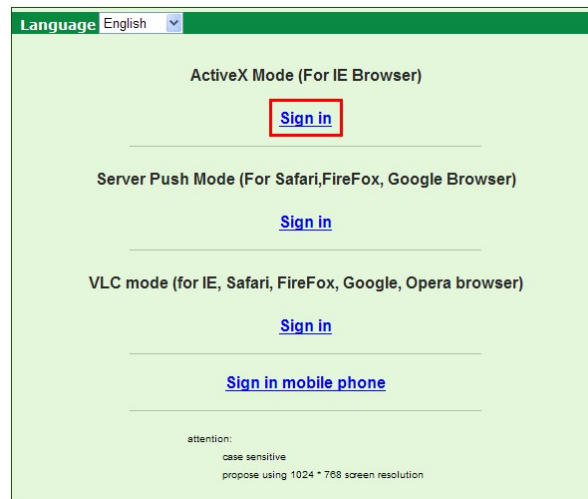 Language English
ActiveX Mode (For IE Browser)
Sign in
Server Push Mode (For Safari,FireFox, Google Browser)
Sign in
VLC mode (for IE, Safari, FireFox, Google, Opera browser)
Sign in
Sign in mobile phone
attention:
case sensitive
propose using 1024 * 768 screen resolution